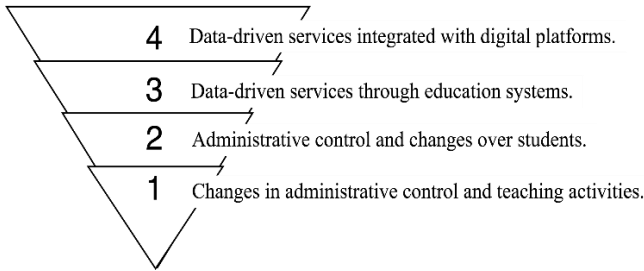 4 Data-driven services integrated with digital platforms.
3 Data-driven services through education systems.
2 Administrative control and changes over students.
1 Changes in administrative control and teaching activities.